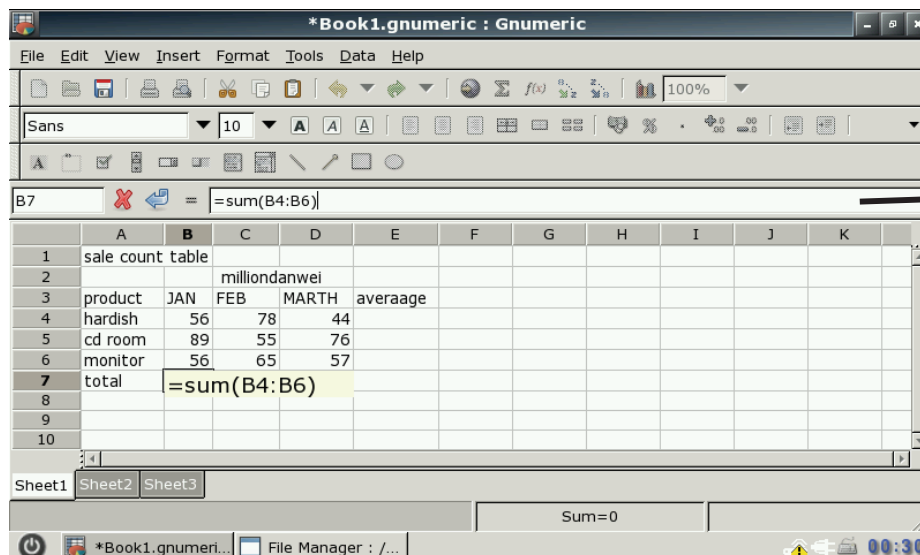 *Book1.gnumeric : Gnumeric
File Edit View Insert Format Tools Data Help
f(x) 100%
Sans 10 A A A %
A
B7 = =sum(B4:B6)
A B C D E F G H I J K
1 sale count table
2 milliondanwei
3 product JAN FEB MARTH averaage
4 hardish 56 78 44
5 cd room 89 55 76
6 monitor 56 65 57
7 total =sum(B4:B6)
8
9
10
Sheet1 Sheet2 Sheet3
Sum=0
*Book1.gnumeri... File Manager : /...